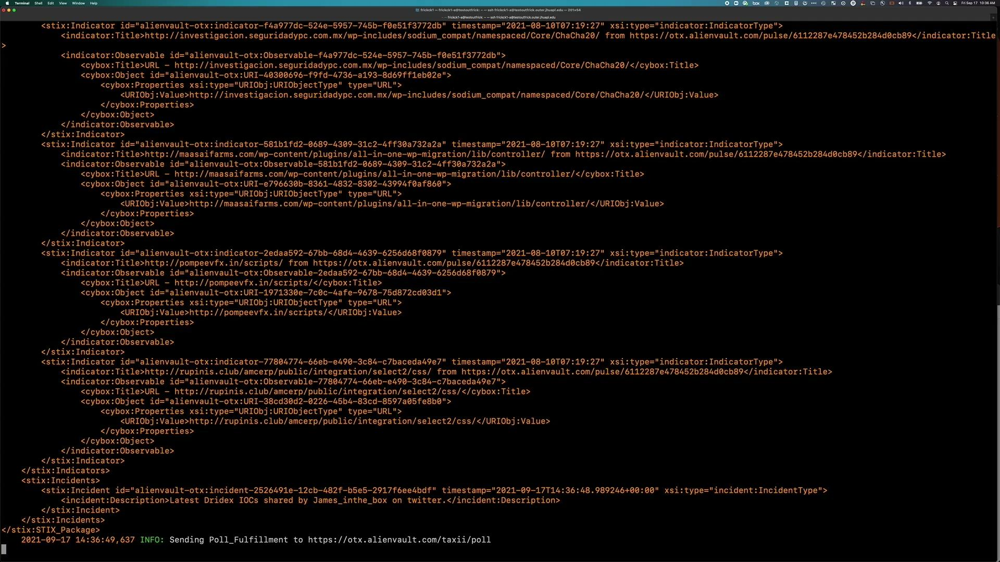 Terminal Shell Edit View Window Help box Fri Sep 17 10:36 AM
frickck1 — frickck1-a@testoutfrick: ~ — ssh frickck1-a@testoutfrick.outer.jhuapl.edu — 201×54
~ — frickck1-a@testoutfrick: ~ — ssh frickck1-a@testoutfrick.outer.jhuapl.edu +
<stix:Indicator id="alienvault-otx:indicator-f4a977dc-524e-5957-745b-f0e51f3772db" timestamp="2021-08-10T07:19:27" xsi:type="indicator:IndicatorType">
<indicator:Title>http://investigacion.seguridadypc.com.mx/wp-includes/sodium_compat/namespaced/Core/ChaCha20/ from https://otx.alienvault.com/pulse/6112287e478452b284d0cb89</indicator:Title
>
<indicator:Observable id="alienvault-otx:Observable-f4a977dc-524e-5957-745b-f0e51f3772db">
<cybox:Title>URL - http://investigacion.seguridadypc.com.mx/wp-includes/sodium_compat/namespaced/Core/ChaCha20/</cybox:Title>
<cybox:Object id="alienvault-otx:URI-40300696-f9fd-4736-a193-8d69ff1eb02e">
<cybox:Properties xsi:type="URIObj:URIObjectType" type="URL">
<URIObj:Value>http://investigacion.seguridadypc.com.mx/wp-includes/sodium_compat/namespaced/Core/ChaCha20/</URIObj:Value>
</cybox:Properties>
</cybox:Object>
</indicator:Observable>
</stix:Indicator>
<stix:Indicator id="alienvault-otx:indicator-581b1fd2-0689-4309-31c2-4ff30a732a2a" timestamp="2021-08-10T07:19:27" xsi:type="indicator:IndicatorType">
<indicator:Title>http://maasaifarms.com/wp-content/plugins/all-in-one-wp-migration/lib/controller/ from https://otx.alienvault.com/pulse/6112287e478452b284d0cb89</indicator:Title>
<indicator:Observable id="alienvault-otx:Observable-581b1fd2-0689-4309-31c2-4ff30a732a2a">
<cybox:Title>URL - http://maasaifarms.com/wp-content/plugins/all-in-one-wp-migration/lib/controller/</cybox:Title>
<cybox:Object id="alienvault-otx:URI-e796630b-8361-4832-8302-43994f0af860">
<cybox:Properties xsi:type="URIObj:URIObjectType" type="URL">
<URIObj:Value>http://maasaifarms.com/wp-content/plugins/all-in-one-wp-migration/lib/controller/</URIObj:Value>
</cybox:Properties>
</cybox:Object>
</indicator:Observable>
</stix:Indicator>
<stix:Indicator id="alienvault-otx:indicator-2edaa592-67bb-68d4-4639-6256d68f0879" timestamp="2021-08-10T07:19:27" xsi:type="indicator:IndicatorType">
<indicator:Title>http://pompeevfx.in/scripts/ from https://otx.alienvault.com/pulse/6112287e478452b284d0cb89</indicator:Title>
<indicator:Observable id="alienvault-otx:Observable-2edaa592-67bb-68d4-4639-6256d68f0879">
<cybox:Title>URL - http://pompeevfx.in/scripts/</cybox:Title>
<cybox:Object id="alienvault-otx:URI-1971330e-7c0c-4afe-9678-75d872cd03d1">
<cybox:Properties xsi:type="URIObj:URIObjectType" type="URL">
<URIObj:Value>http://pompeevfx.in/scripts/</URIObj:Value>
</cybox:Properties>
</cybox:Object>
</indicator:Observable>
</stix:Indicator>
<stix:Indicator id="alienvault-otx:indicator-77804774-66eb-e490-3c84-c7baceda49e7" timestamp="2021-08-10T07:19:27" xsi:type="indicator:IndicatorType">
<indicator:Title>http://rupinis.club/amcerp/public/integration/select2/css/ from https://otx.alienvault.com/pulse/6112287e478452b284d0cb89</indicator:Title>
<indicator:Observable id="alienvault-otx:Observable-77804774-66eb-e490-3c84-c7baceda49e7">
<cybox:Title>URL - http://rupinis.club/amcerp/public/integration/select2/css/</cybox:Title>
<cybox:Object id="alienvault-otx:URI-38cd30d2-0226-45b4-83cd-8597a05fe8b0">
<cybox:Properties xsi:type="URIObj:URIObjectType" type="URL">
<URIObj:Value>http://rupinis.club/amcerp/public/integration/select2/css/</URIObj:Value>
</cybox:Properties>
</cybox:Object>
</indicator:Observable>
</stix:Indicator>
</stix:Indicators>
<stix:Incidents>
<stix:Incident id="alienvault-otx:incident-2526491e-12cb-482f-b5e5-2917f6ee4bdf" timestamp="2021-09-17T14:36:48.989246+00:00" xsi:type="incident:IncidentType">
<incident:Description>Latest Dridex IOCs shared by James_inthe_box on twitter.</incident:Description>
</stix:Incident>
</stix:Incidents>
</stix:STIX_Package>
2021-09-17 14:36:49,637 INFO: Sending Poll_Fulfillment to https://otx.alienvault.com/taxii/poll